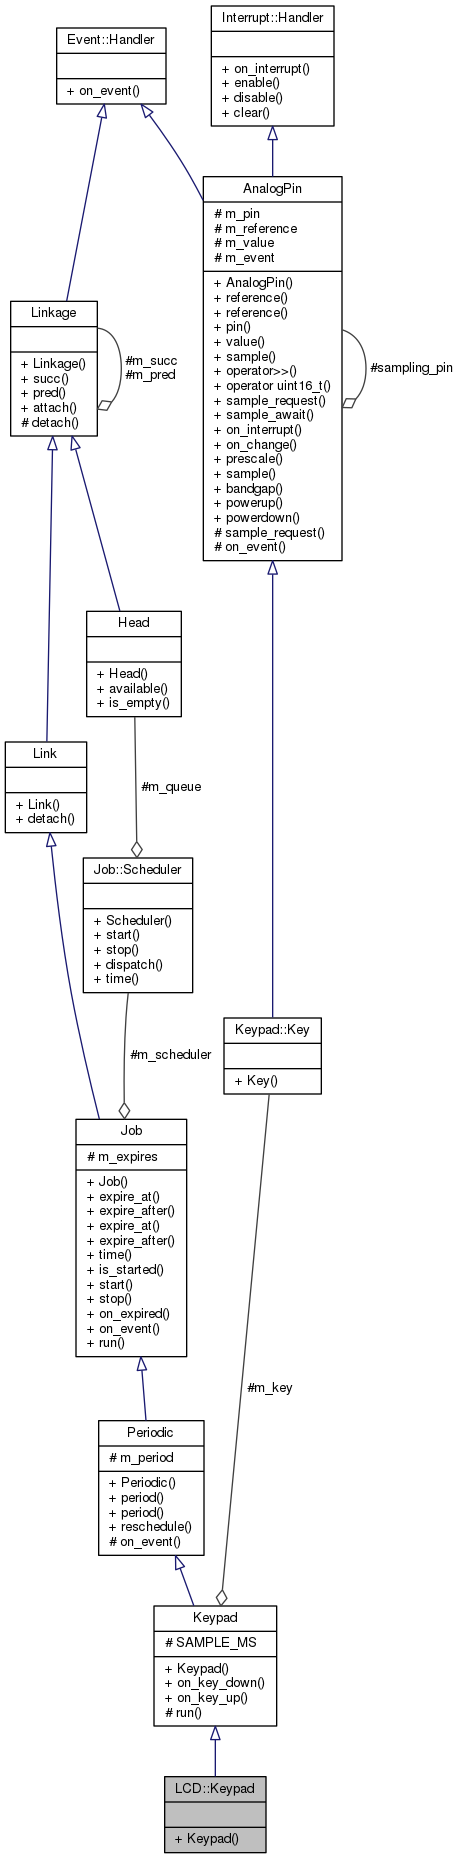 Event::Handler
+ on_event()
Interrupt::Handler
+ on_interrupt()
+ enable()
+ disable()
+ clear()
AnalogPin
# m_pin
# m_reference
# m_value
# m_event
+ AnalogPin()
+ reference()
+ reference()
+ pin()
+ value()
+ sample()
+ operator>>()
+ operator uint16_t()
+ sample_request()
+ sample_await()
+ on_interrupt()
+ on_change()
+ prescale()
+ sample()
+ bandgap()
+ powerup()
+ powerdown()
# sample_request()
# on_event()
#sampling_pin
Linkage
+ Linkage()
+ succ()
+ pred()
+ attach()
# detach()
#m_succ
#m_pred
Head
+ Head()
+ available()
+ is_empty()
Link
+ Link()
+ detach()
#m_queue
Job::Scheduler
+ Scheduler()
+ start()
+ stop()
+ dispatch()
+ time()
#m_scheduler
Keypad::Key
+ Key()
Job
# m_expires
+ Job()
+ expire_at()
+ expire_after()
+ expire_at()
+ expire_after()
+ time()
+ is_started()
+ start()
+ stop()
+ on_expired()
+ on_event()
+ run()
#m_key
Periodic
# m_period
+ Periodic()
+ period()
+ period()
+ reschedule()
# on_event()
Keypad
# SAMPLE_MS
+ Keypad()
+ on_key_down()
+ on_key_up()
# run()
LCD::Keypad
+ Keypad()